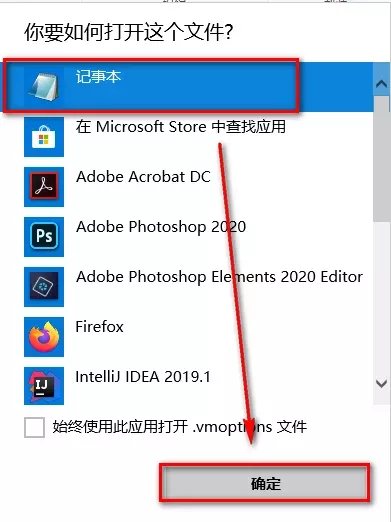 你要如何打开这个文件?
记事本
在 Microsoft Store 中查找应用
Adobe Acrobat DC
Adobe Photoshop 2020
Adobe Photoshop Elements 2020 Editor
Firefox
IntelliJ IDEA 2019.1
始终使用此应用打开 .vmoptions 文件
确定